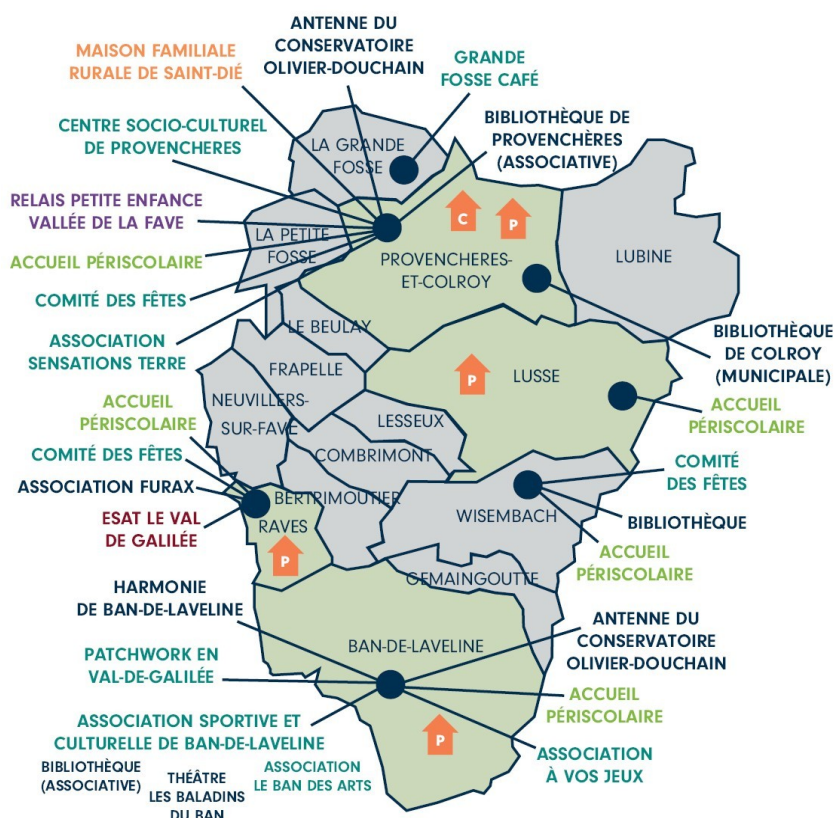 ANTENNE DU
CONSERVATOIRE
OLIVIER-DOUCHAIN
MAISON FAMILIALE
RURALE DE SAINT-DIÉ
GRANDE
FOSSE CAFÉ
CENTRE SOCIO-CULTUREL
DE PROVENCHERES
BIBLIOTHÈQUE DE
PROVENCHÈRES
(ASSOCIATIVE)
LA GRANDE
FOSSE
RELAIS PETITE ENFANCE
VALLÉE DE LA FAVE
C
P
LA PETITE
FOSSE
ACCUEIL PÉRISCOLAIRE
PROVENCHERES-
ET-COLROY
LUBINE
COMITÉ DES FÊTES
ASSOCIATION
SENSATIONS TERRE
LE BEULAY
BIBLIOTHÈQUE
DE COLROY
(MUNICIPALE)
FRAPELLE
P
LUSSE
NEUVILLERS-
SUR-FAVE
ACCUEIL
PÉRISCOLAIRE
LESSEUX
ACCUEIL
PÉRISCOLAIRE
COMITÉ DES FÊTES
COMBRIMONT
COMITÉ
DES FÊTES
ASSOCIATION FURAX
BERTRIMOUTIER
ESAT LE VAL
DE GALILÉE
RAVES
P
WISEMBACH
BIBLIOTHÈQUE
ACCUEIL
PÉRISCOLAIRE
GEMAINGOUTTE
HARMONIE
DE BAN-DE-LAVELINE
ANTENNE DU
CONSERVATOIRE
OLIVIER-DOUCHAIN
BAN-DE-LAVELINE
PATCHWORK EN
VAL-DE-GALILÉE
ACCUEIL
PÉRISCOLAIRE
ASSOCIATION SPORTIVE ET
CULTURELLE DE BAN-DE-LAVELINE
P
ASSOCIATION
À VOS JEUX
BIBLIOTHÈQUE
(ASSOCIATIVE)
THÉÂTRE
LES BALADINS
DU BAN
ASSOCIATION
LE BAN DES ARTS